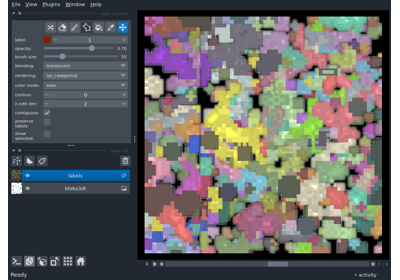 File View Plugins Window Help
label: 1
opacity: 0.70
brush size: 10
blending: translucent
rendering: iso_categorical
color mode: auto
contour: 0
n edit dim: 2
contiguous:
preserve labels:
show selected:
labels
blobs3dt
Ready
activity